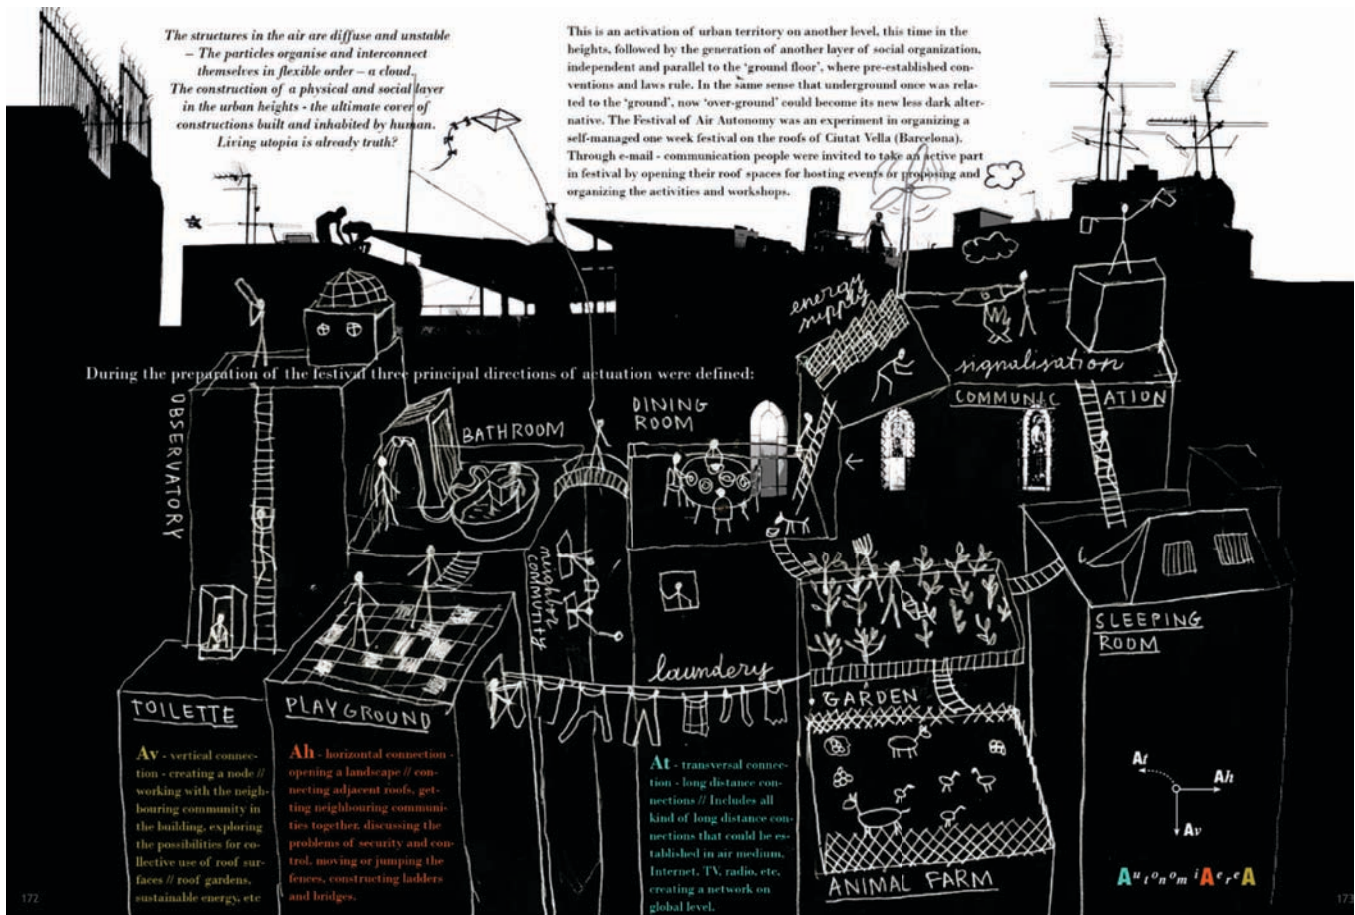 The structures in the air are diffuse and unstable
– The particles organise and interconnect
themselves in flexible order – a cloud.
The construction of a physical and social layer
in the urban heights - the ultimate cover of
constructions built and inhabited by human.
Living utopia is already truth?
This is an activation of urban territory on another level, this time in the
heights, followed by the generation of another layer of social organization,
independent and parallel to the 'ground floor', where pre-established con-
ventions and laws rule. In the same sense that underground once was rela-
ted to the 'ground', now 'over-ground' could become its new less dark alter-
native. The Festival of Air Autonomy was an experiment in organizing a
self-managed one week festival on the roofs of Ciutat Vella (Barcelona).
Through e-mail - communication people were invited to take an active part
in festival by opening their roof spaces for hosting events or proposing and
organizing the activities and workshops.
energy
supply
signalisation
During the preparation of the festival three principal directions of actuation were defined:
OBSERVATORY
BATHROOM
DINING
ROOM
COMMUNICATION
neighbor
community
SLEEPING
ROOM
laundery
GARDEN
TOILETTE
PLAYGROUND
Av - vertical connec-
tion - creating a node //
working with the neigh-
bouring community in
the building, exploring
the possibilities for co-
llective use of roof sur-
faces // roof gardens,
sustainable energy, etc
Ah - horizontal connection -
opening a landscape // con-
necting adjacent roofs, get-
ting neighbouring communi-
ties together, discussing the
problems of security and con-
trol, moving or jumping the
fences, constructing ladders
and bridges.
At - transversal connec-
tion - long distance con-
nections // Includes all
kind of long distance con-
nections that could be es-
tablished in air medium,
Internet, TV, radio, etc,
creating a network on
global level.
ANIMAL FARM
At
Ah
Av
AutonomiAereA
172
173